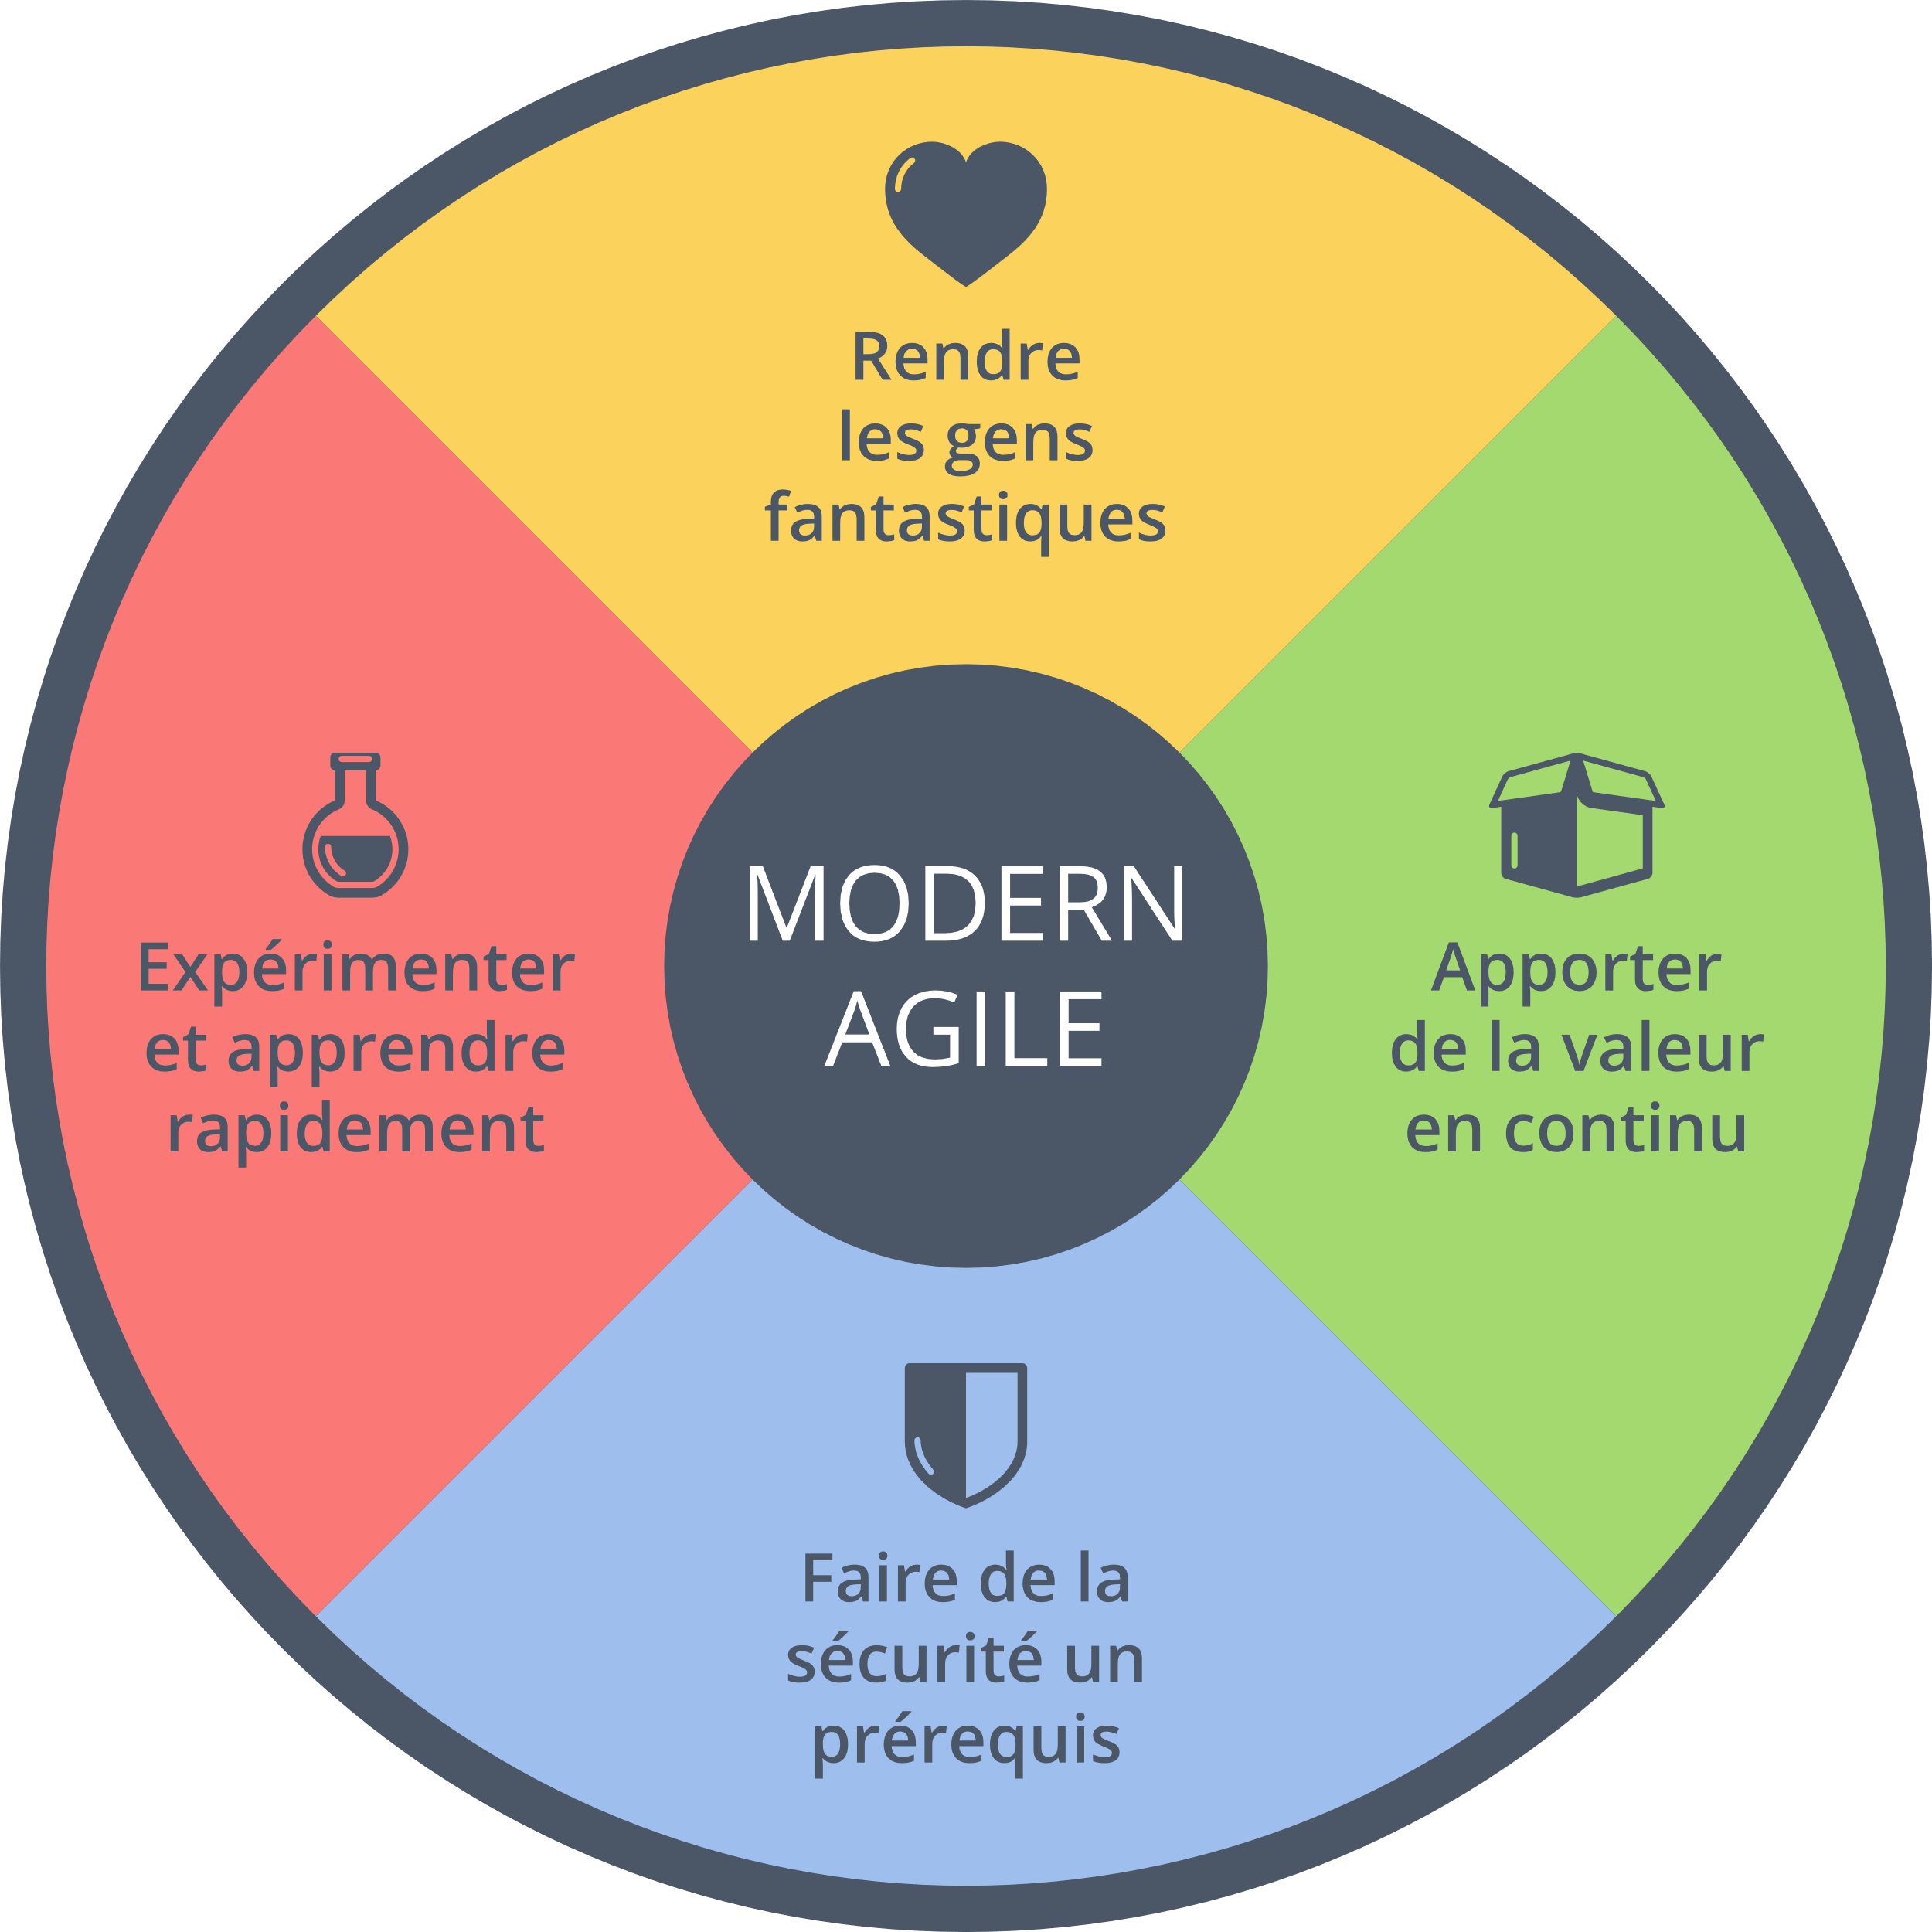 Rendre
les gens
fantastiques
Expérimenter
et apprendre
rapidement
MODERN
AGILE
Apporter
de la valeur
en continu
Faire de la
sécurité un
prérequis